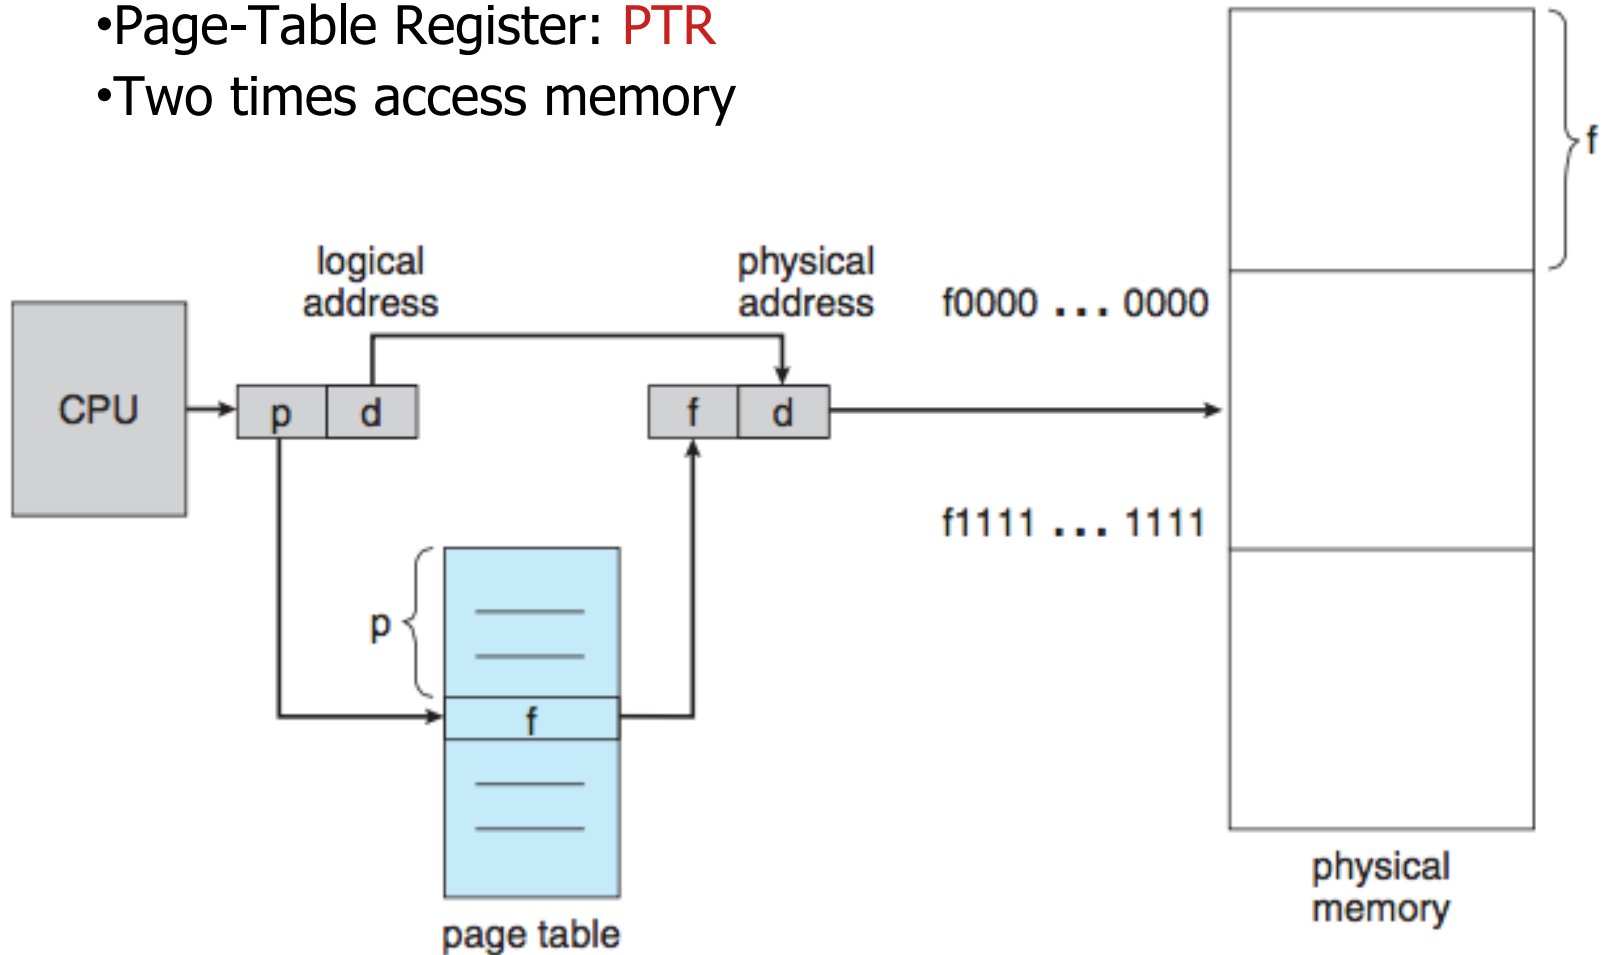 •Page-Table Register: PTR
•Two times access memory
f
logical
address
physical
address
f0000 ... 0000
CPU
p
d
f
d
f1111 ... 1111
p
f
page table
physical
memory